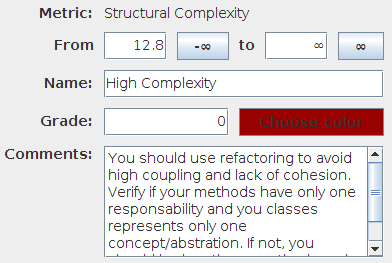 Metric: Structural Complexity
From 12.8 -∞ to ∞ ∞
Name: High Complexity
Grade: 0 Choose color
Comments: You should use refactoring to avoid
high coupling and lack of cohesion.
Verify if your methods have only one
responsability and you classes
represents only one
concept/abstration. If not, you